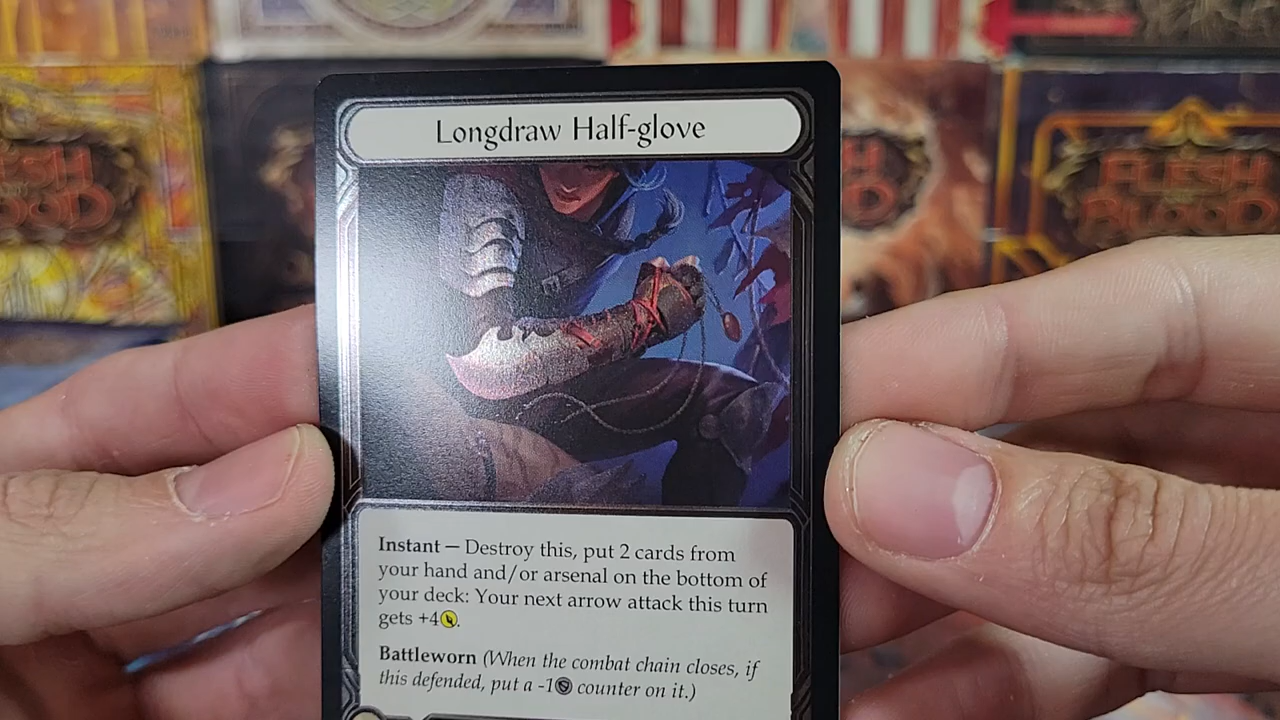 FLESH
BLOOD
Longdraw Half-glove
Instant — Destroy this, put 2 cards from
your hand and/or arsenal on the bottom of
your deck: Your next arrow attack this turn
gets +4.
Battleworn (When the combat chain closes, if
this defended, put a -1 counter on it.)